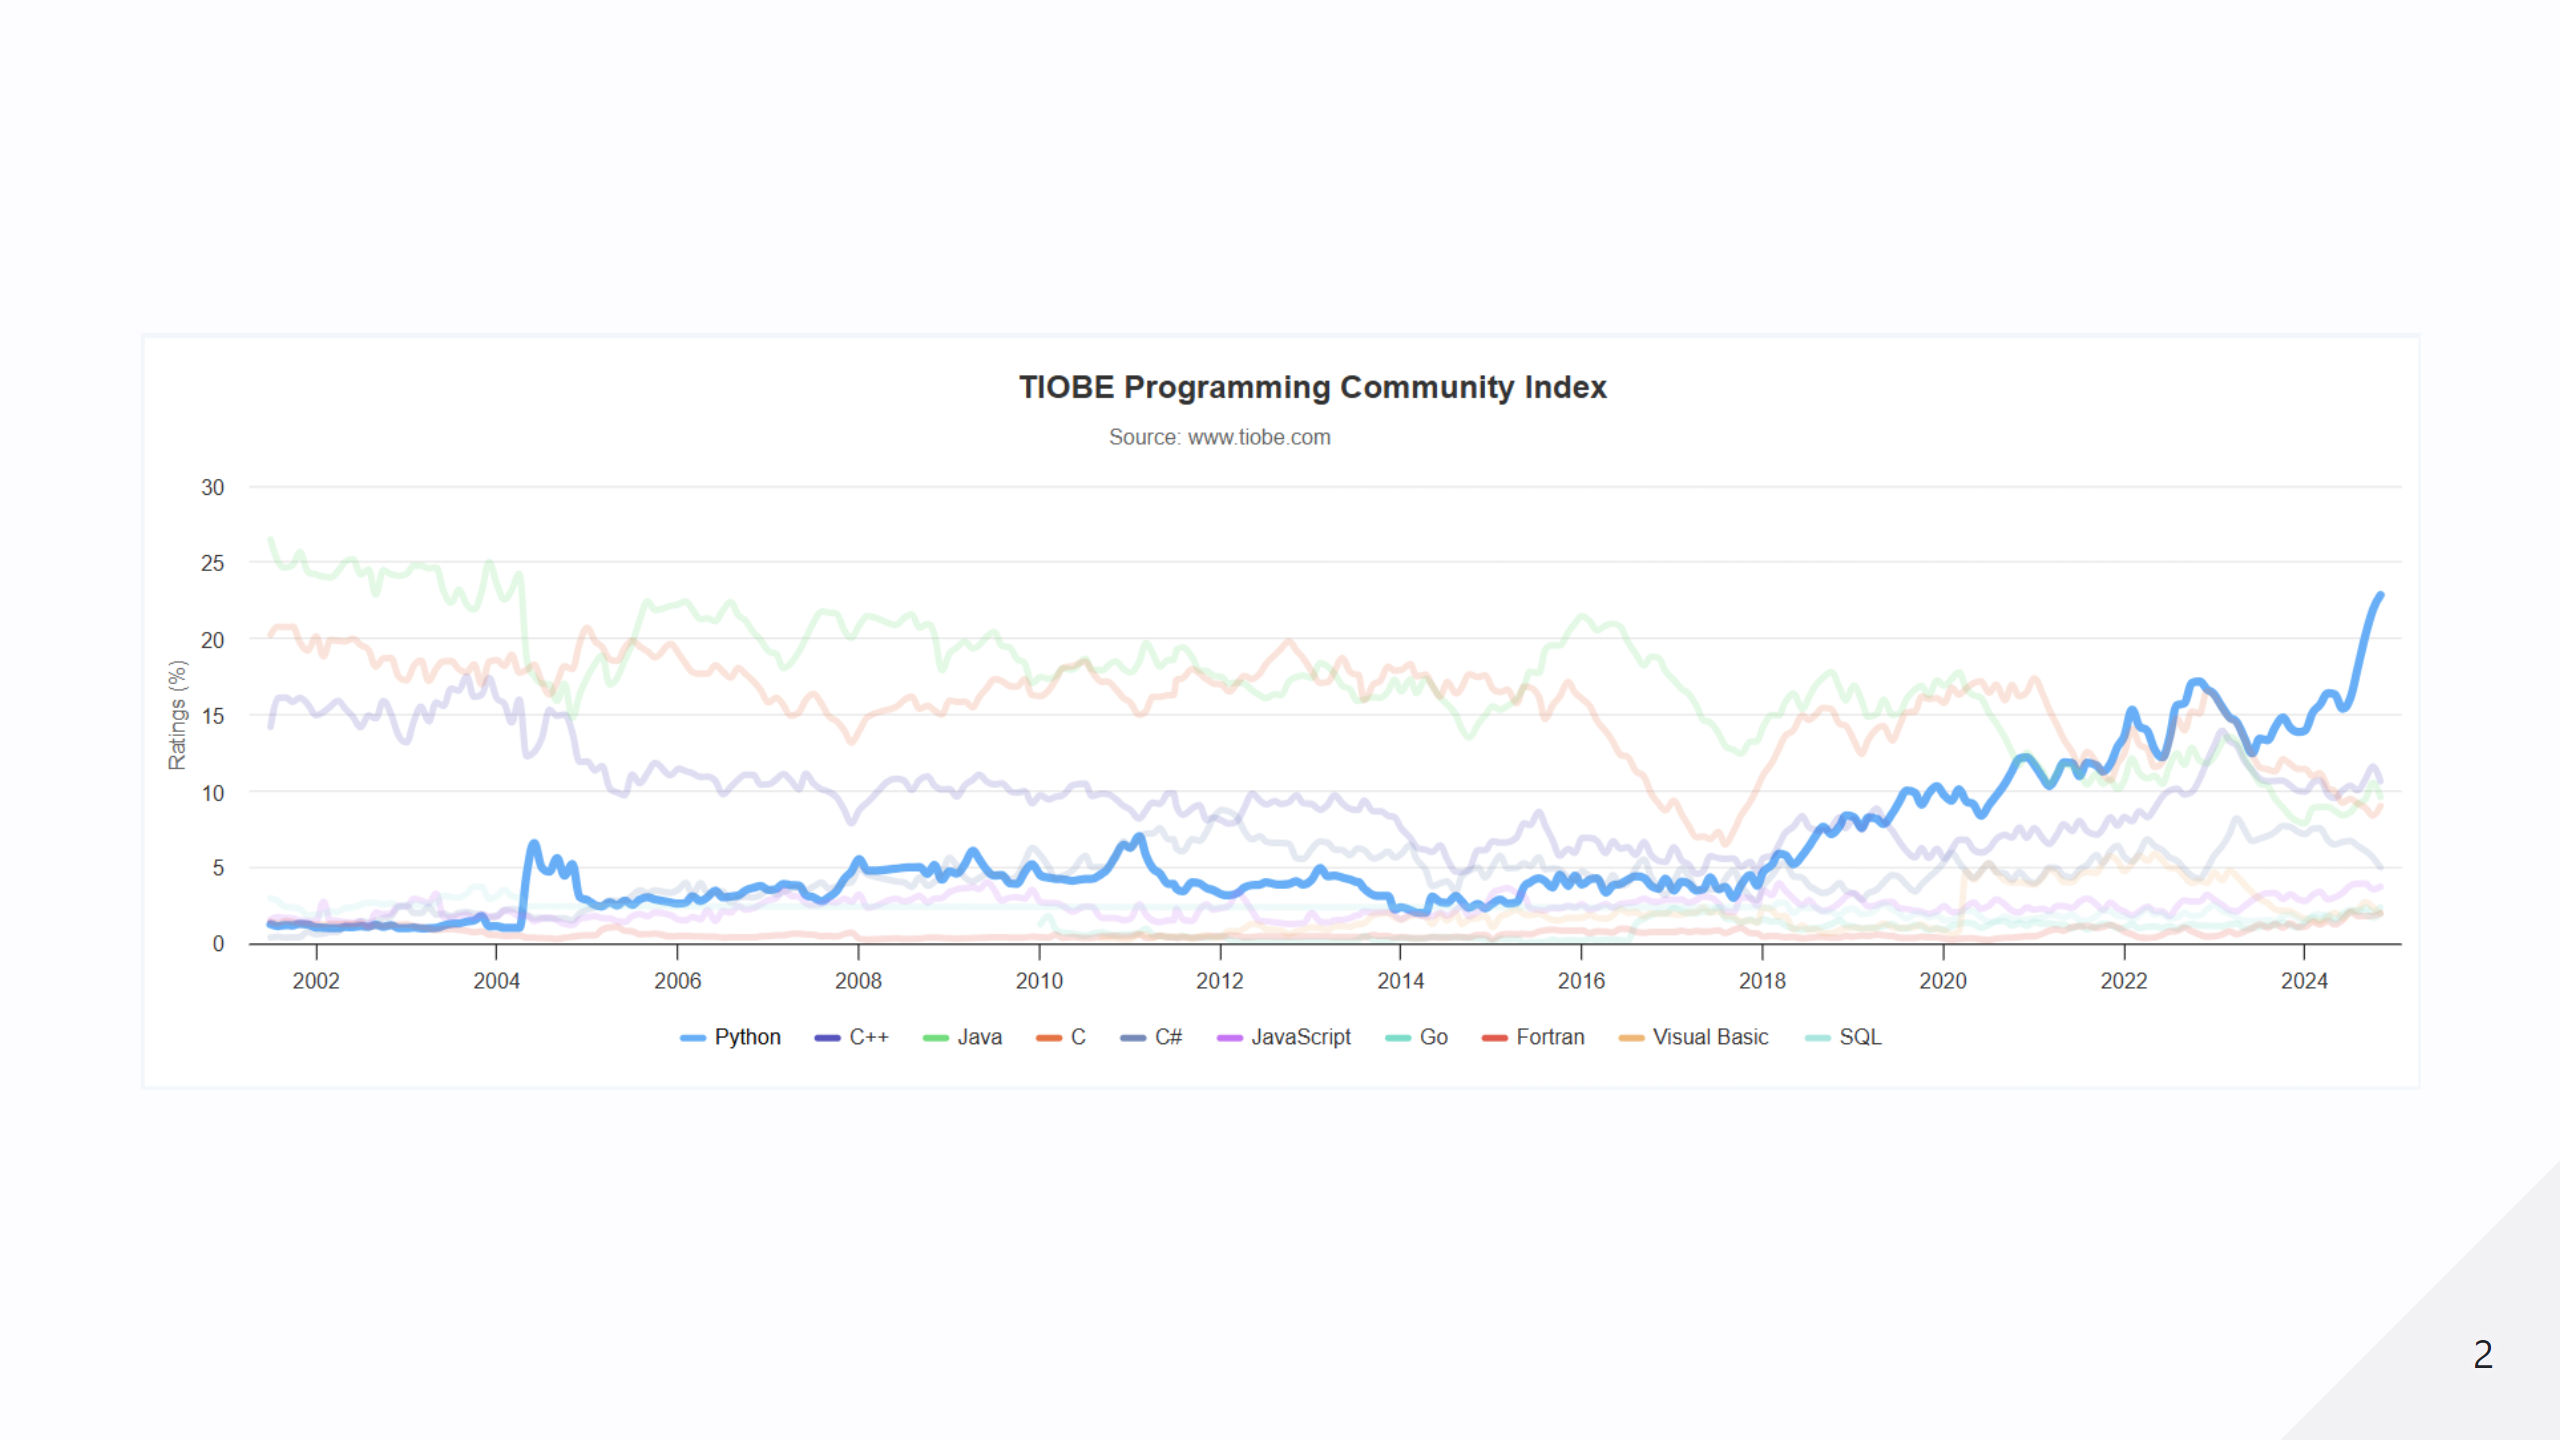 TIOBE Programming Community Index
Source: www.tiobe.com
Ratings (%)
30
25
20
15
10
5
0
2002 2004 2006 2008 2010 2012 2014 2016 2018 2020 2022 2024
Python C++ Java C C# JavaScript Go Fortran Visual Basic SQL
2